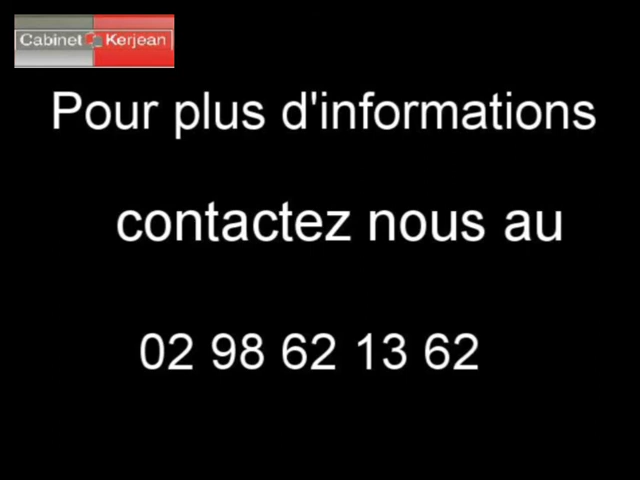 Cabinet Kerjean
Pour plus d'informations
contactez nous au
02 98 62 13 62